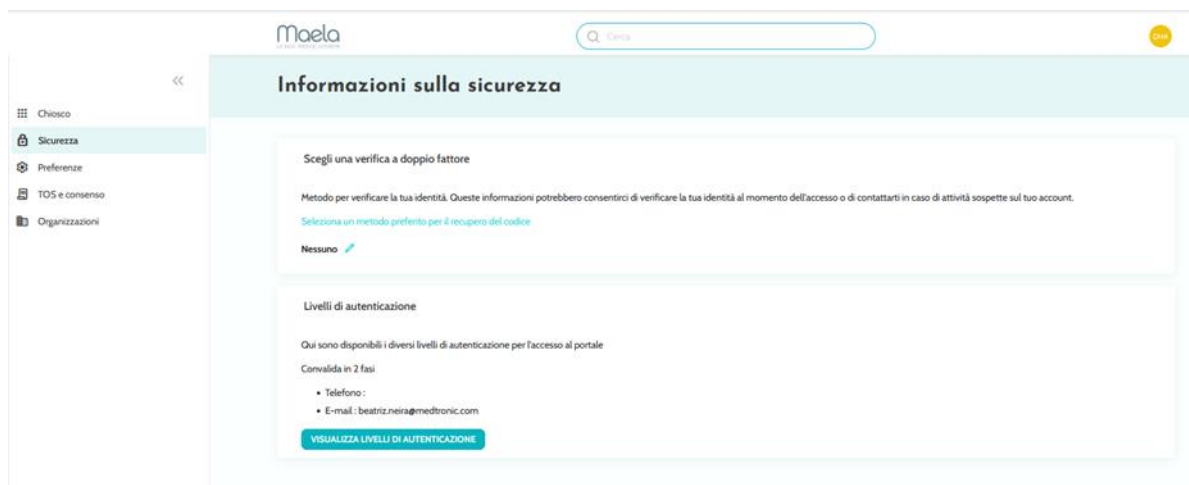 Maela
Cerca
Informazioni sulla sicurezza
Chiosco
Sicurezza
Preferenze
TOS e consenso
Organizzazioni
Scegli una verifica a doppio fattore
Metodo per verificare la tua identità. Queste informazioni potrebbero consentirci di verificare la tua identità al momento dell'accesso o di contattarti in caso di attività sospette sul tuo account.
Seleziona un metodo preferito per il recupero del codice
Nessuno
Livelli di autenticazione
Qui sono disponibili i diversi livelli di autenticazione per l'accesso al portale
Convalida in 2 fasi
• Telefono :
• E-mail : beatriz.neira@medtronic.com
VISUALIZZA LIVELLI DI AUTENTICAZIONE